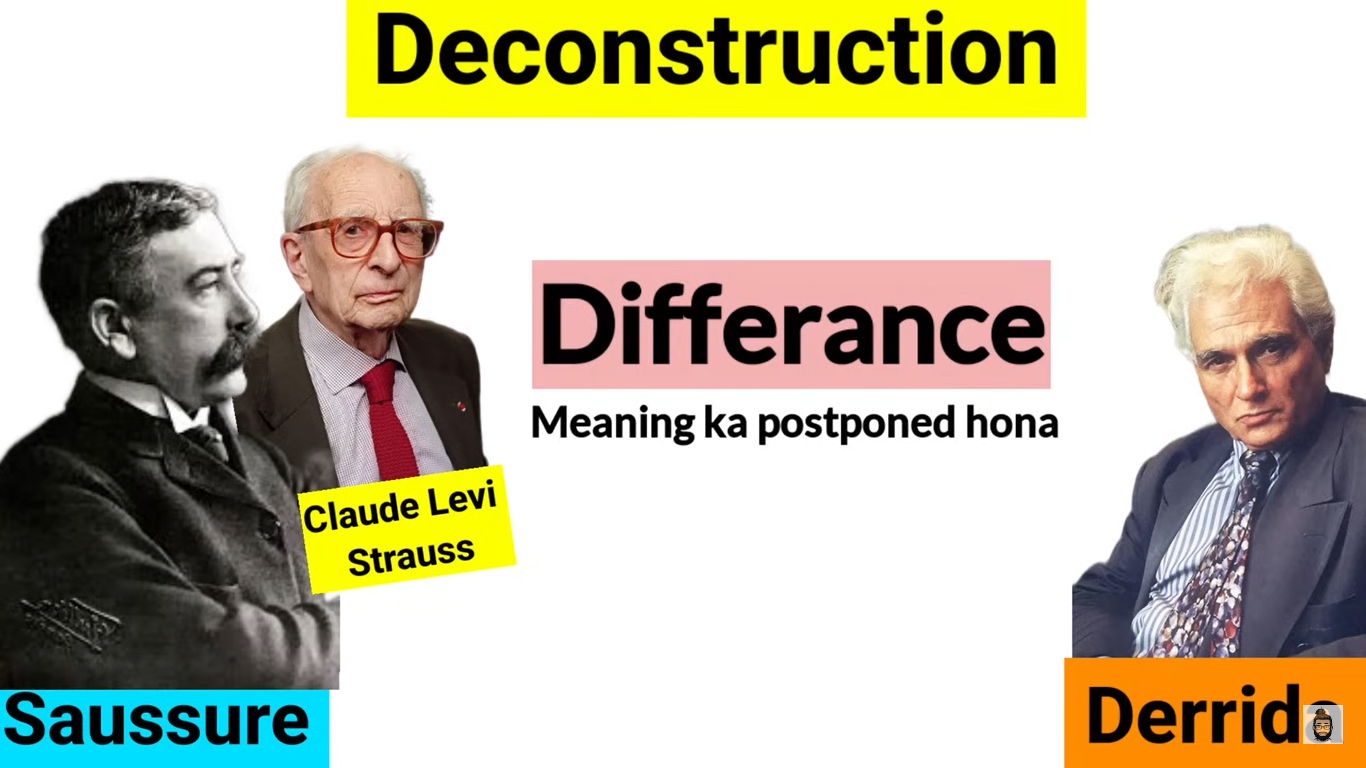 Deconstruction
Differance
Meaning ka postponed hona
Claude Levi
Strauss
Saussure
Derrida